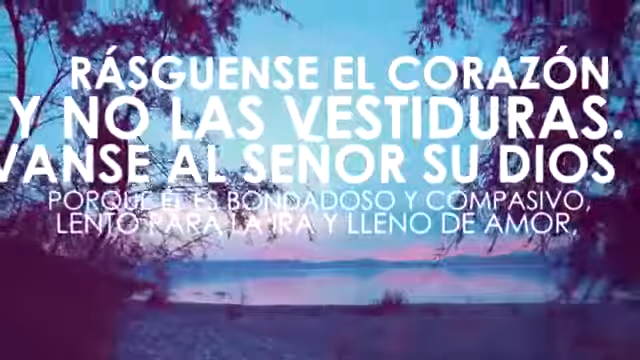 RÁSGUENSE EL CORAZÓN
Y NO LAS VESTIDURAS.
VANSE AL SEÑOR SU DIOS
PORQUE ÉL ES BONDADOSO Y COMPASIVO,
LENTO PARA LA IRA Y LLENO DE AMOR,